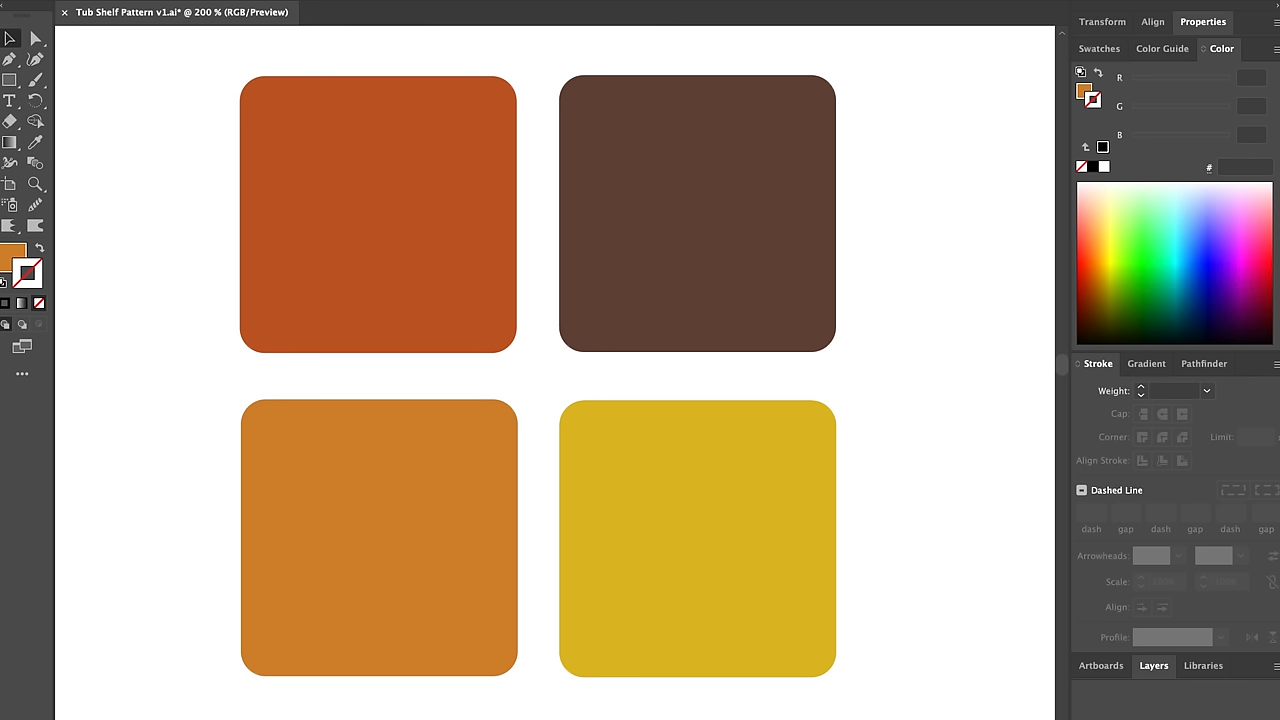 Tub Shelf Pattern v1.ai* @ 200 % (RGB/Preview)
Transform Align Properties
Swatches Color Guide Color
R
G
B
#
Stroke Gradient Pathfinder
Weight:
Cap:
Corner: Limit:
Align Stroke:
Dashed Line
dash gap dash gap dash gap
Arrowheads:
Scale: 100% 100%
Align:
Profile:
Artboards Layers Libraries